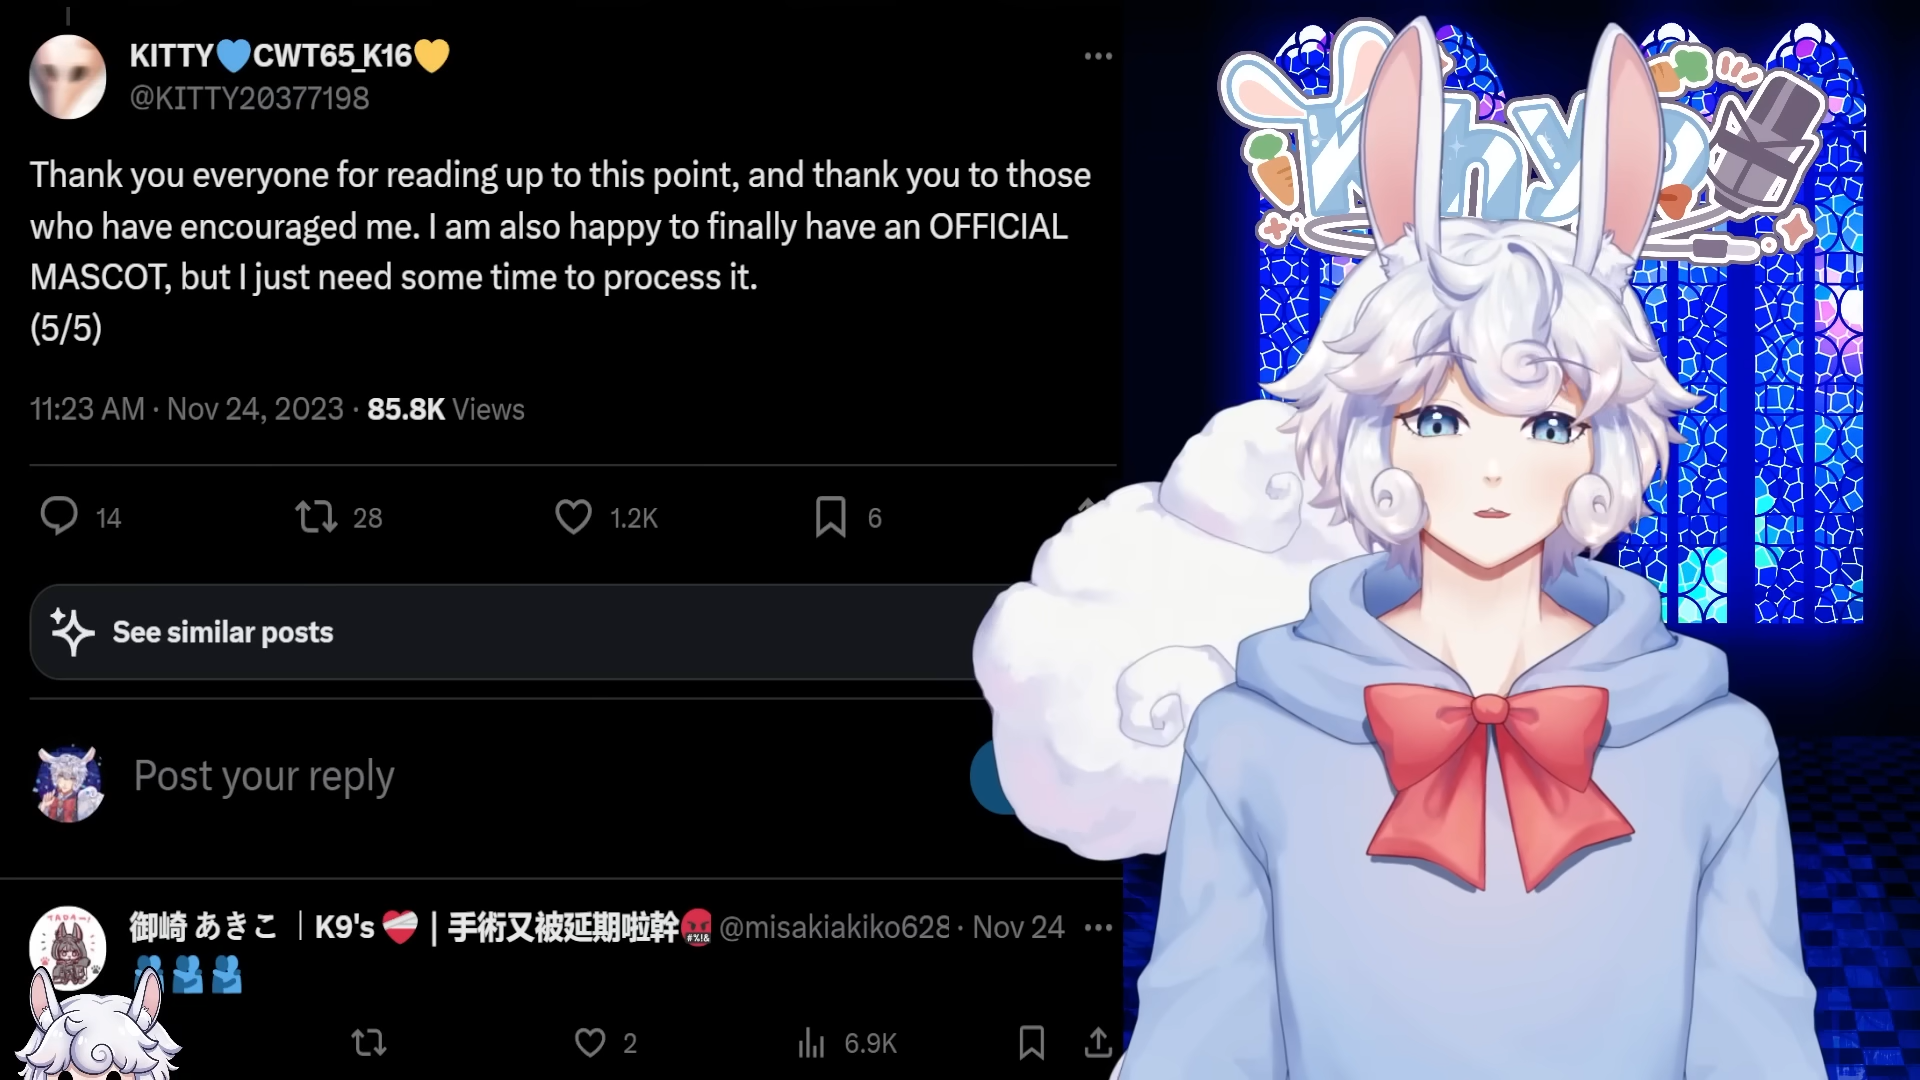 KITTY💙CWT65_K16💛
@KITTY20377198
Thank you everyone for reading up to this point, and thank you to those
who have encouraged me. I am also happy to finally have an OFFICIAL
MASCOT, but I just need some time to process it.
(5/5)
11:23 AM · Nov 24, 2023 · 85.8K Views
14 28 1.2K 6
See similar posts
Post your reply
御崎 あきこ ｜K9's ❤️‍🩹 | 手術又被延期啦幹🤬 @misakiakiko628 · Nov 24
🫂🫂🫂
2 6.9K